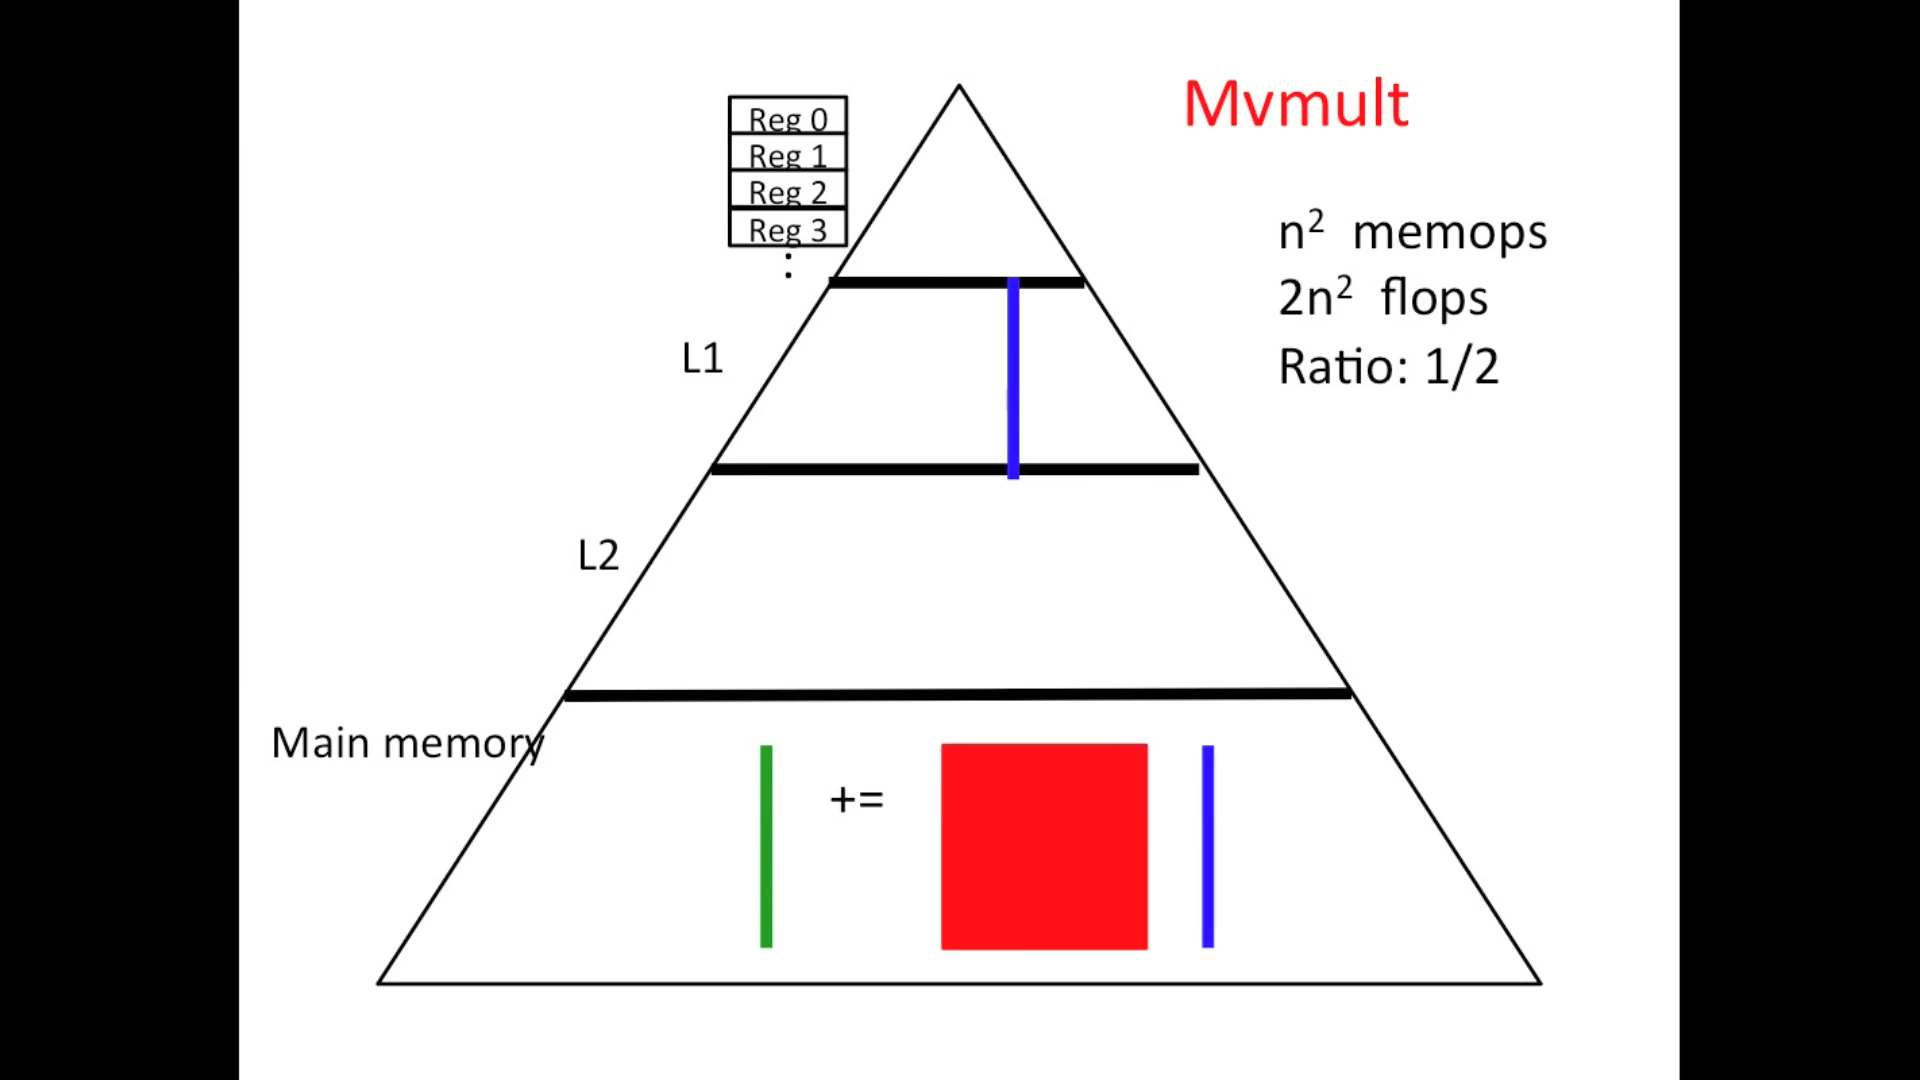 Mvmult
Reg 0
Reg 1
Reg 2
Reg 3
:
n² memops
2n² flops
Ratio: 1/2
L1
L2
Main memory
+=